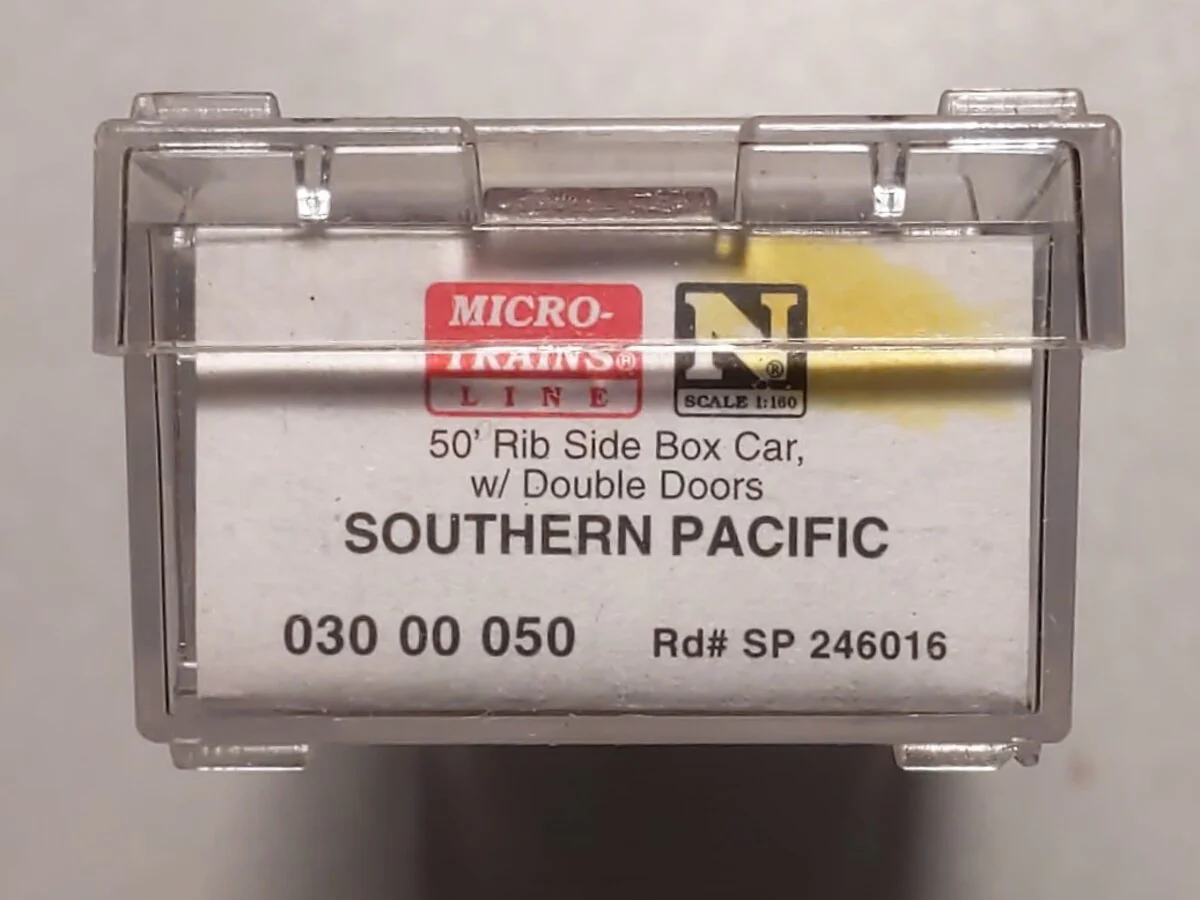 MICRO-
TRAINS®
LINE
N®
SCALE 1:160
50' Rib Side Box Car,
w/ Double Doors
SOUTHERN PACIFIC
030 00 050 Rd# SP 246016